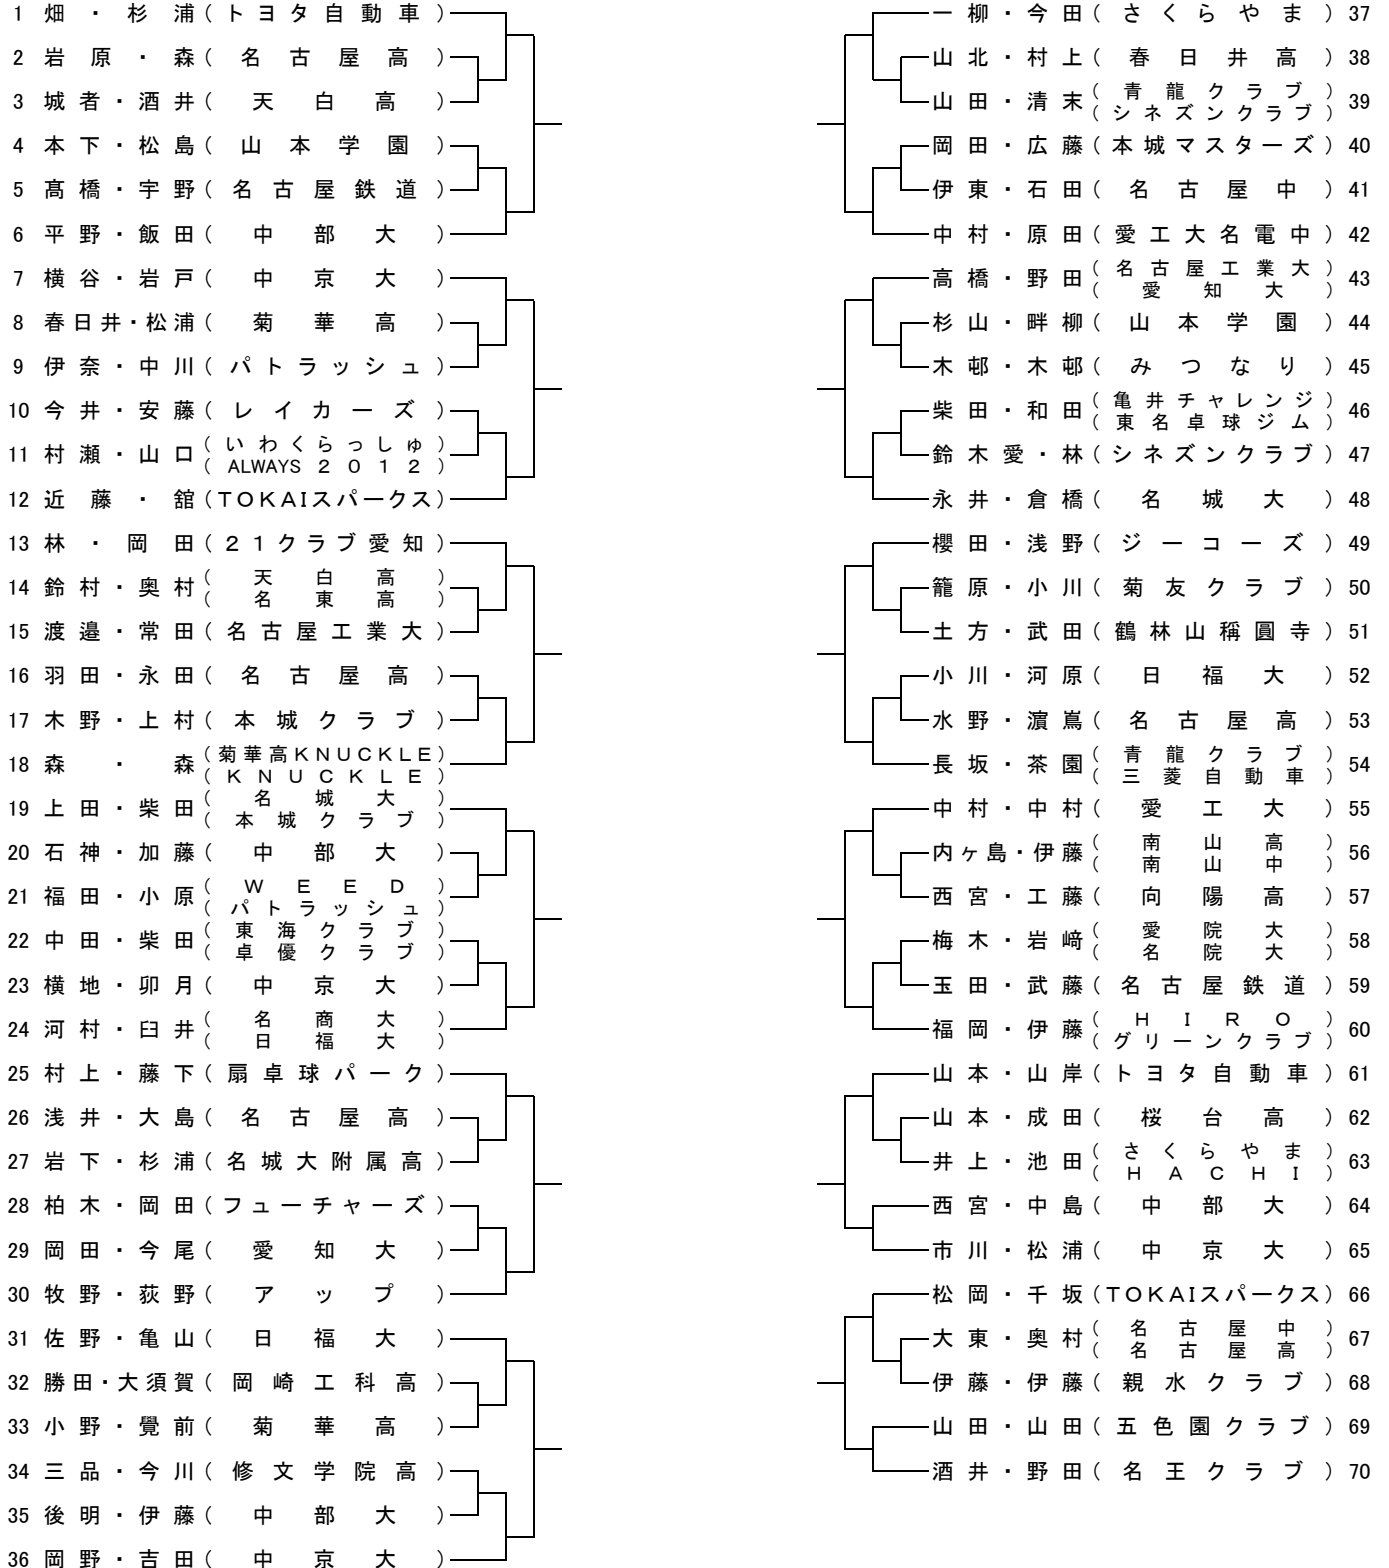 1 畑・杉浦(トヨタ自動車)
2 岩原・森(名古屋高)
3 城者・酒井(天白高)
4 本下・松島(山本学園)
5 髙橋・宇野(名古屋鉄道)
6 平野・飯田(中部大)
7 横谷・岩戸(中京大)
8 春日井・松浦(菊華高)
9 伊奈・中川(パトラッシュ)
10 今井・安藤(レイカーズ)
11 村瀬・山口(いわくらっしゅ)
(ALWAYS2012)
12 近藤・舘(TOKAIスパークス)
13 林・岡田(21クラブ愛知)
14 鈴村・奥村(天白高)
(名東高)
15 渡邉・常田(名古屋工業大)
16 羽田・永田(名古屋高)
17 木野・上村(本城クラブ)
18 森・森(菊華高KNUCKLE)
(KNUCKLE)
19 上田・柴田(名城大)
(本城クラブ)
20 石神・加藤(中部大)
21 福田・小原(WEED)
(パトラッシュ)
22 中田・柴田(東海クラブ)
(卓優クラブ)
23 横地・卯月(中京大)
24 河村・臼井(名商大)
(日福大)
25 村上・藤下(扇卓球パーク)
26 浅井・大島(名古屋高)
27 岩下・杉浦(名城大附属高)
28 柏木・岡田(フューチャーズ)
29 岡田・今尾(愛知大)
30 牧野・荻野(アップ)
31 佐野・亀山(日福大)
32 勝田・大須賀(岡崎工科高)
33 小野・覺前(菊華高)
34 三品・今川(修文学院高)
35 後明・伊藤(中部大)
36 岡野・吉田(中京大)
一柳・今田(さくらやま) 37
山北・村上(春日井高) 38
山田・清末(青龍クラブ) 39
(シネズンクラブ)
岡田・広藤(本城マスターズ) 40
伊東・石田(名古屋中) 41
中村・原田(愛工大名電中) 42
高橋・野田(名古屋工業大) 43
(愛知大)
杉山・畔柳(山本学園) 44
木邨・木邨(みつなり) 45
柴田・和田(亀井チャレンジ) 46
(東名卓球ジム)
鈴木愛・林(シネズンクラブ) 47
永井・倉橋(名城大) 48
櫻田・浅野(ジーコーズ) 49
籠原・小川(菊友クラブ) 50
土方・武田(鶴林山稱圓寺) 51
小川・河原(日福大) 52
水野・濵嶌(名古屋高) 53
長坂・茶園(青龍クラブ) 54
(三菱自動車)
中村・中村(愛工大) 55
内ヶ島・伊藤(南山高) 56
(南山中)
西宮・工藤(向陽高) 57
梅木・岩﨑(愛院大) 58
(名院大)
玉田・武藤(名古屋鉄道) 59
福岡・伊藤(HIRO) 60
(グリーンクラブ)
山本・山岸(トヨタ自動車) 61
山本・成田(桜台高) 62
井上・池田(さくらやま) 63
(HACHI)
西宮・中島(中部大) 64
市川・松浦(中京大) 65
松岡・千坂(TOKAIスパークス) 66
大東・奥村(名古屋中) 67
(名古屋高)
伊藤・伊藤(親水クラブ) 68
山田・山田(五色園クラブ) 69
酒井・野田(名王クラブ) 70